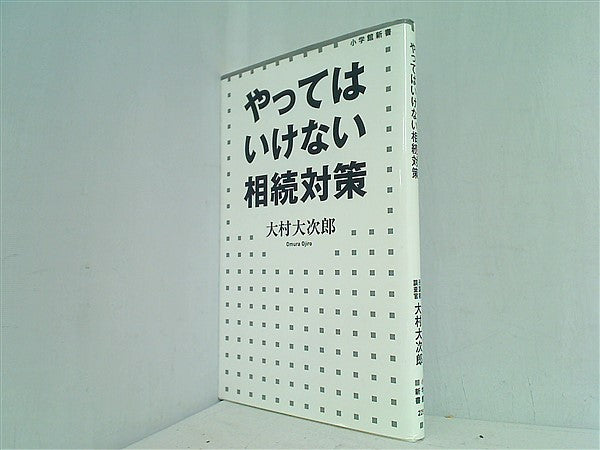 小学館新書
やっては
いけない
相続対策
大村大次郎
Omura Ojiro
やってはいけない相続対策
大村大次郎
新書